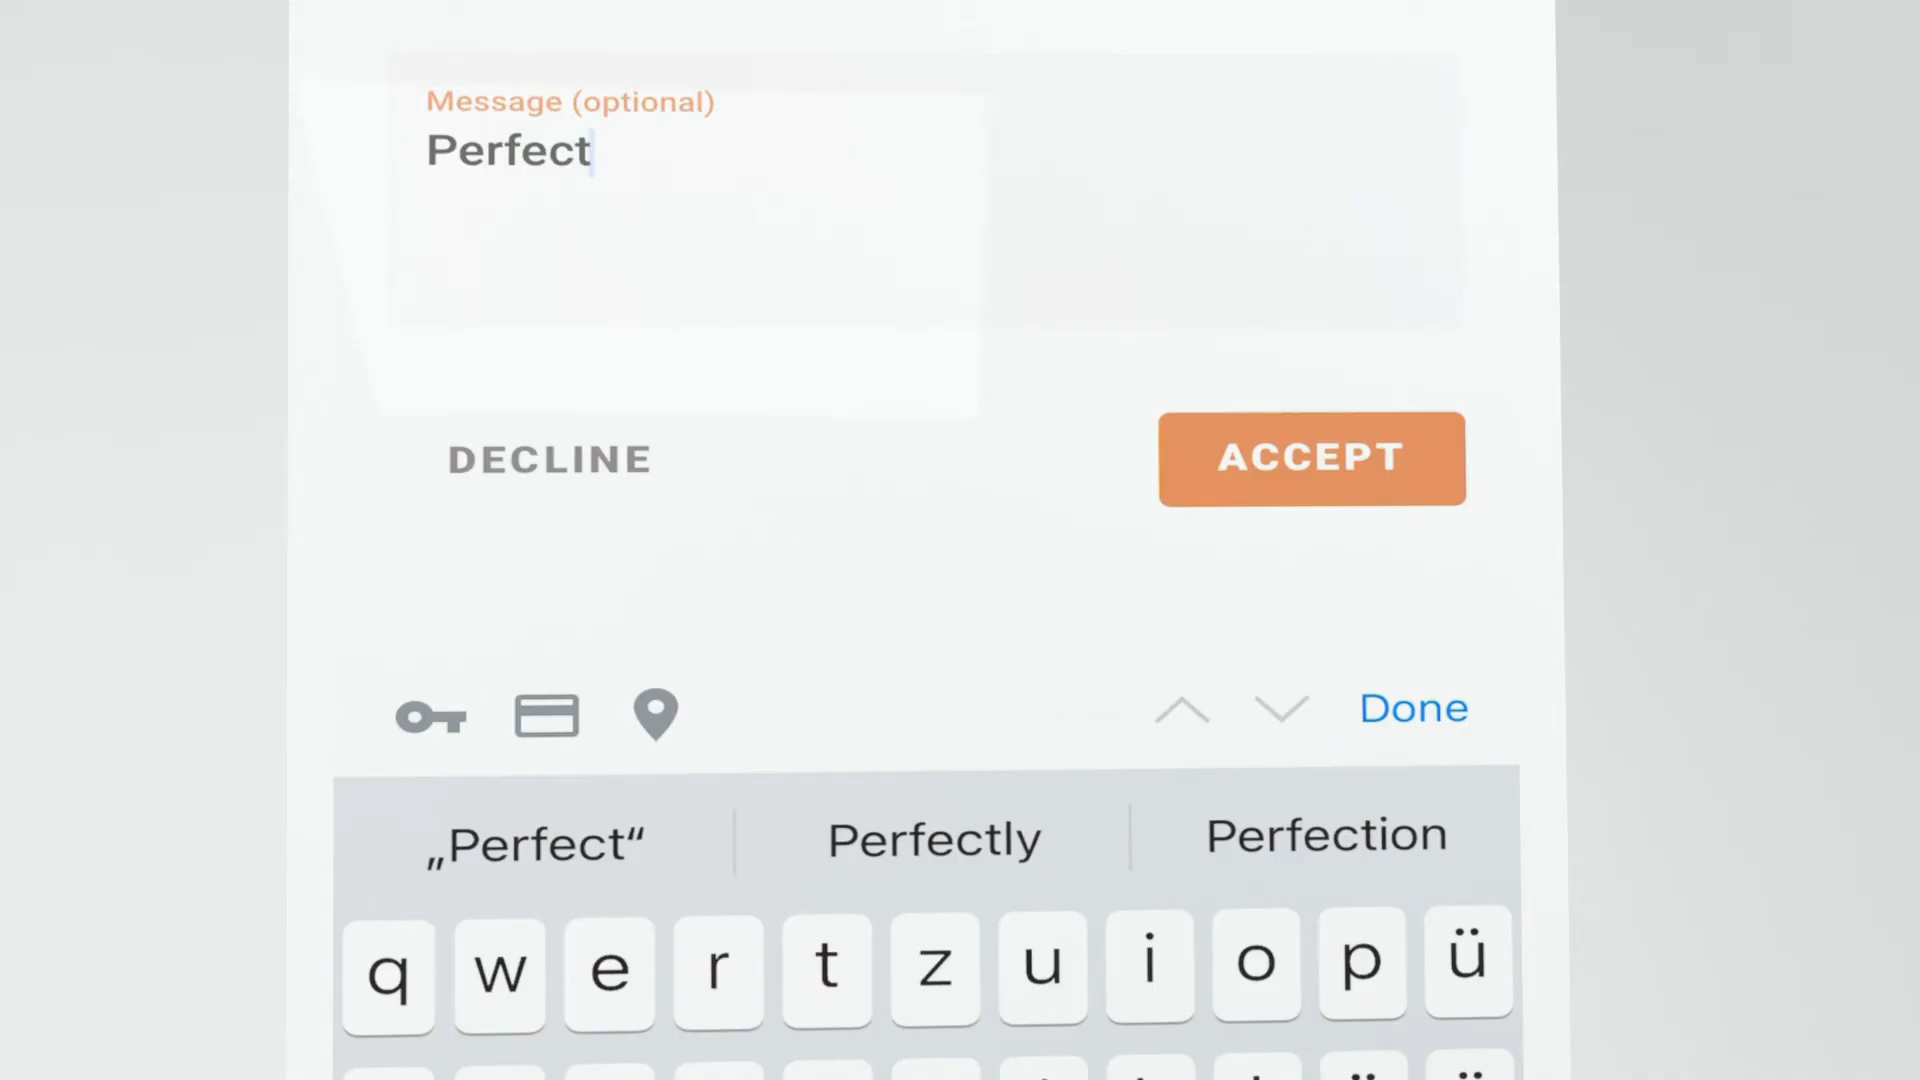 Message (optional)
Perfect
DECLINE
ACCEPT
Done
„Perfect“
Perfectly
Perfection
q w e r t z u i o p ü